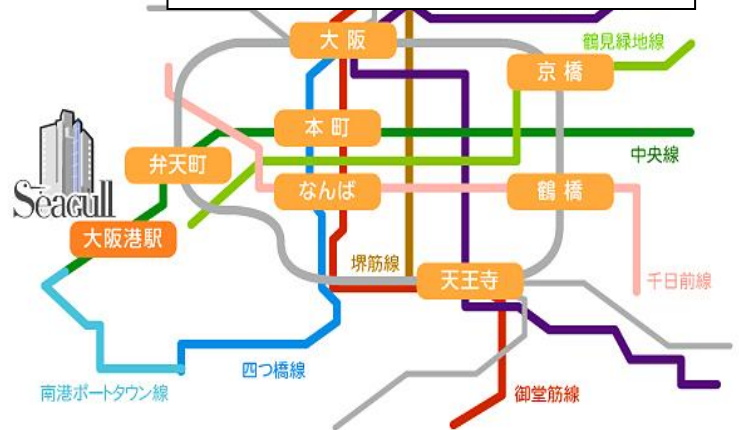 大阪
鶴見緑地線
京橋
本町
中央線
弁天町
なんば
鶴橋
Seagull
大阪港駅
堺筋線
天王寺
千日前線
四つ橋線
南港ポートタウン線
御堂筋線